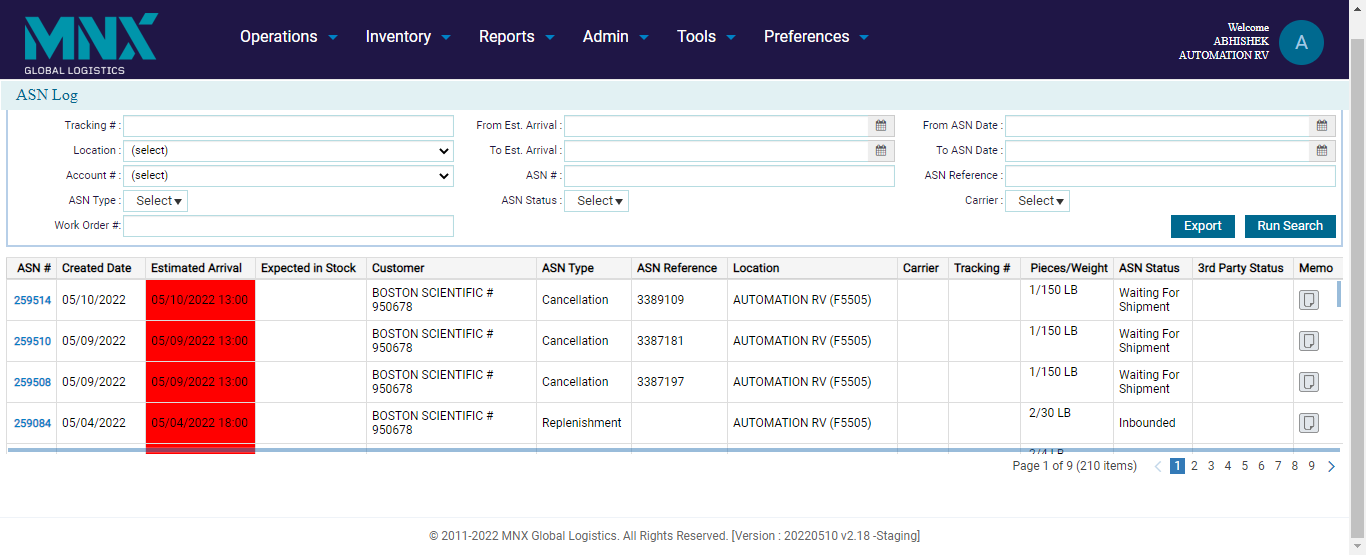 MNX
GLOBAL LOGISTICS
Operations Inventory Reports Admin Tools Preferences
Welcome
ABHISHEK
AUTOMATION RV
A
ASN Log
Tracking # : From Est. Arrival : From ASN Date :
Location : (select) To Est. Arrival : To ASN Date :
Account # : (select) ASN # : ASN Reference :
ASN Type : Select ASN Status : Select Carrier : Select
Work Order #: Export Run Search
ASN # Created Date Estimated Arrival Expected in Stock Customer ASN Type ASN Reference Location Carrier Tracking # Pieces/Weight ASN Status 3rd Party Status Memo
259514 05/10/2022 05/10/2022 13:00 BOSTON SCIENTIFIC # 950678 Cancellation 3389109 AUTOMATION RV (F5505) 1/150 LB Waiting For Shipment
259510 05/09/2022 05/09/2022 13:00 BOSTON SCIENTIFIC # 950678 Cancellation 3387181 AUTOMATION RV (F5505) 1/150 LB Waiting For Shipment
259508 05/09/2022 05/09/2022 13:00 BOSTON SCIENTIFIC # 950678 Cancellation 3387197 AUTOMATION RV (F5505) 1/150 LB Waiting For Shipment
259084 05/04/2022 05/04/2022 18:00 BOSTON SCIENTIFIC # 950678 Replenishment AUTOMATION RV (F5505) 2/30 LB Inbounded
Page 1 of 9 (210 items) 1 2 3 4 5 6 7 8 9
© 2011-2022 MNX Global Logistics. All Rights Reserved. [Version : 20220510 v2.18 -Staging]